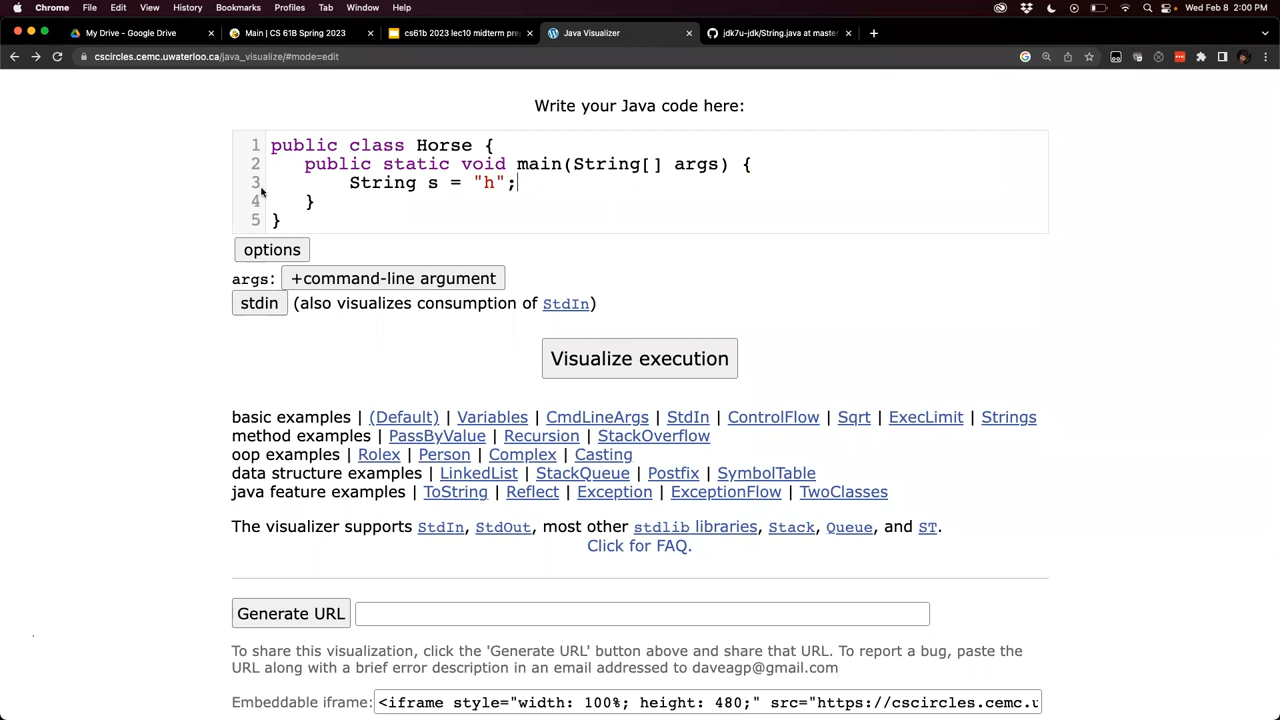 Chrome File Edit View History Bookmarks Profiles Tab Window Help Wed Feb 8 2:00 PM
My Drive - Google Drive × Main | CS 61B Spring 2023 × cs61b 2023 lec10 midterm pre × Java Visualizer × jdk7u-jdk/String.java at maste × +
cscircles.cemc.uwaterloo.ca/java_visualize/#mode=edit
Write your Java code here:
1 public class Horse {
2 public static void main(String[] args) {
3 String s = "h";
4 }
5 }
options
args: +command-line argument
stdin (also visualizes consumption of StdIn)
Visualize execution
basic examples | (Default) | Variables | CmdLineArgs | StdIn | ControlFlow | Sqrt | ExecLimit | Strings
method examples | PassByValue | Recursion | StackOverflow
oop examples | Rolex | Person | Complex | Casting
data structure examples | LinkedList | StackQueue | Postfix | SymbolTable
java feature examples | ToString | Reflect | Exception | ExceptionFlow | TwoClasses
The visualizer supports StdIn, StdOut, most other stdlib libraries, Stack, Queue, and ST.
Click for FAQ.
Generate URL
To share this visualization, click the 'Generate URL' button above and share that URL. To report a bug, paste the
URL along with a brief error description in an email addressed to daveagp@gmail.com
Embeddable iframe: <iframe style="width: 100%; height: 480;" src="https://cscircles.cemc.u